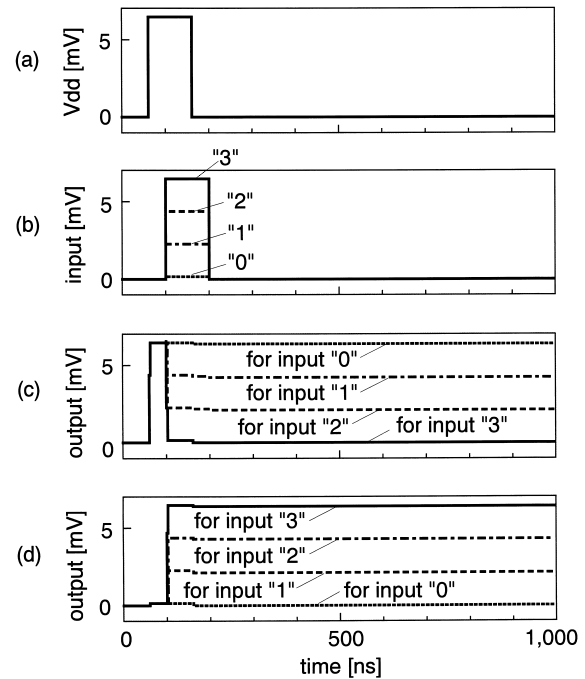 (a)
Vdd [mV]
5
0
(b)
input [mV]
5
0
"3"
"2"
"1"
"0"
(c)
output [mV]
5
0
for input "0"
for input "1"
for input "2"
for input "3"
(d)
output [mV]
5
0
for input "3"
for input "2"
for input "1"
for input "0"
0
500
1,000
time [ns]